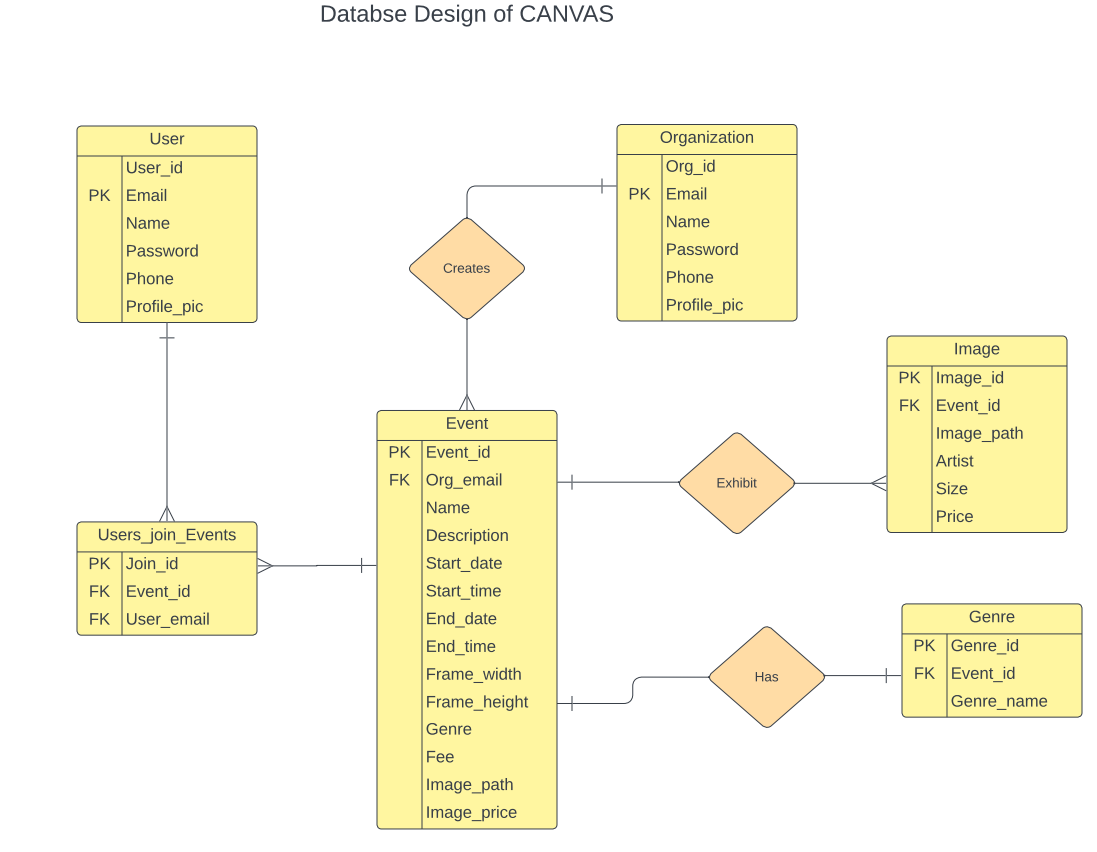 Databse Design of CANVAS
User
User_id
PK Email
Name
Password
Phone
Profile_pic
Organization
Org_id
PK Email
Name
Password
Phone
Profile_pic
Creates
Image
PK Image_id
FK Event_id
Image_path
Artist
Size
Price
Event
PK Event_id
FK Org_email
Name
Description
Start_date
Start_time
End_date
End_time
Frame_width
Frame_height
Genre
Fee
Image_path
Image_price
Exhibit
Users_join_Events
PK Join_id
FK Event_id
FK User_email
Has
Genre
PK Genre_id
FK Event_id
Genre_name